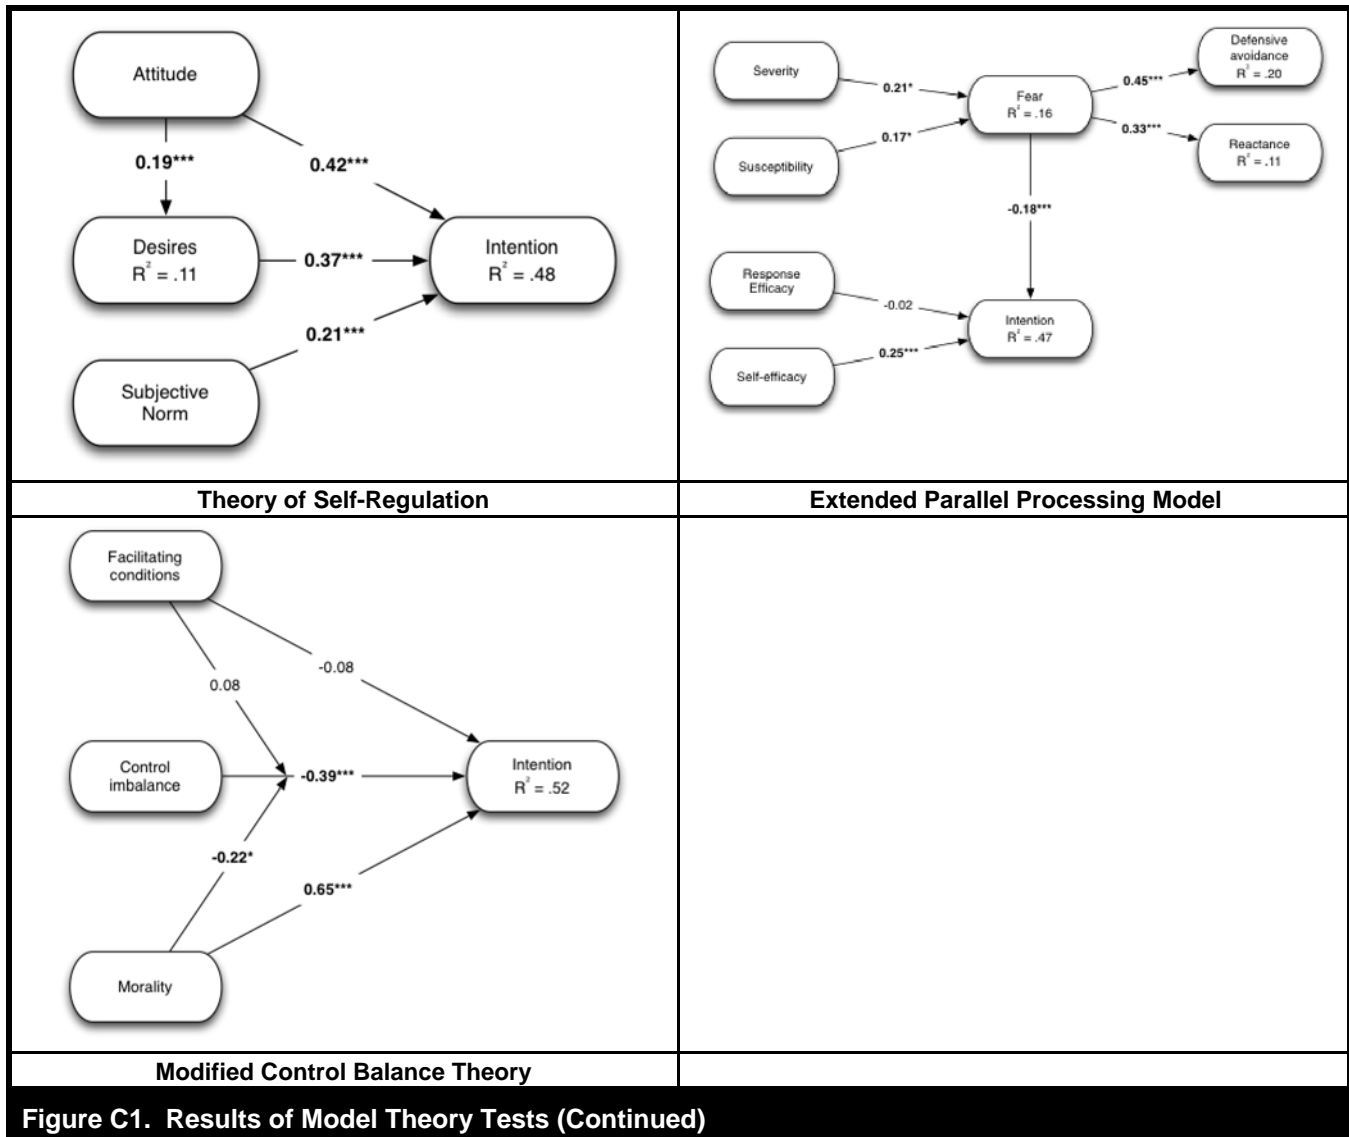 Attitude
0.19***
0.42***
Desires
R² = .11
0.37***
Intention
R² = .48
0.21***
Subjective
Norm
Theory of Self-Regulation
Severity
0.21*
Susceptibility
0.17*
Fear
R² = .16
0.45***
Defensive
avoidance
R² = .20
0.33***
Reactance
R² = .11
-0.18***
Response
Efficacy
-0.02
Self-efficacy
0.25***
Intention
R² = .47
Extended Parallel Processing Model
Facilitating
conditions
-0.08
0.08
Control
imbalance
-0.39***
Intention
R² = .52
-0.22*
0.65***
Morality
Modified Control Balance Theory
Figure C1. Results of Model Theory Tests (Continued)